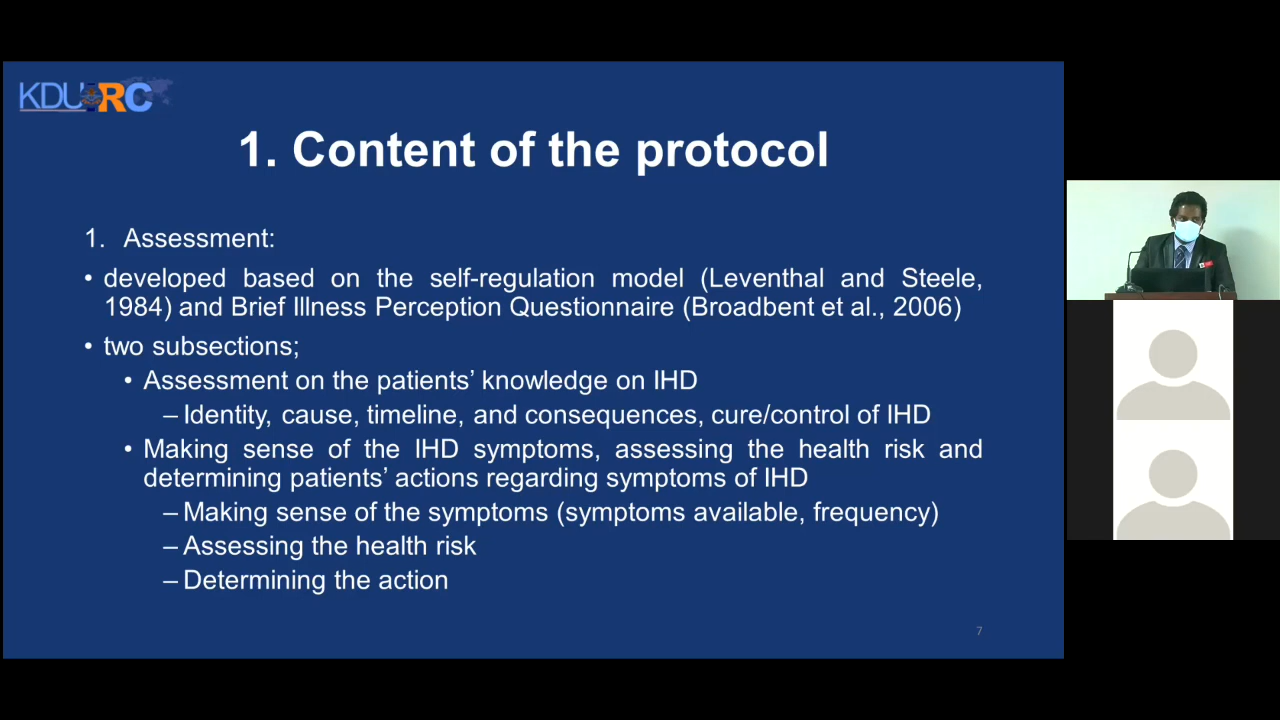 KDU RC
1. Content of the protocol
1. Assessment:
• developed based on the self-regulation model (Leventhal and Steele,
1984) and Brief Illness Perception Questionnaire (Broadbent et al., 2006)
• two subsections;
• Assessment on the patients’ knowledge on IHD
– Identity, cause, timeline, and consequences, cure/control of IHD
• Making sense of the IHD symptoms, assessing the health risk and
determining patients’ actions regarding symptoms of IHD
– Making sense of the symptoms (symptoms available, frequency)
– Assessing the health risk
– Determining the action
7